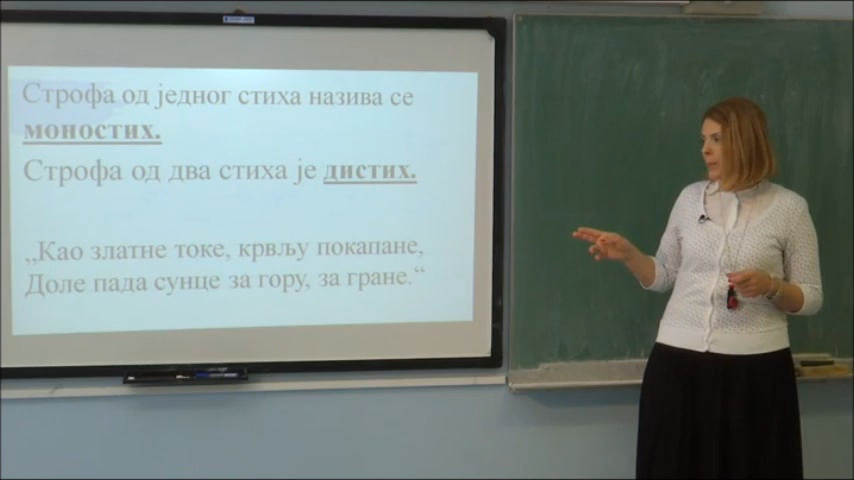 Строфа од једног стиха назива се
моностих.
Строфа од два стиха је дистих.
„Као златне токе, крвљу покапане,
Доле пада сунце за гору, за гране.“